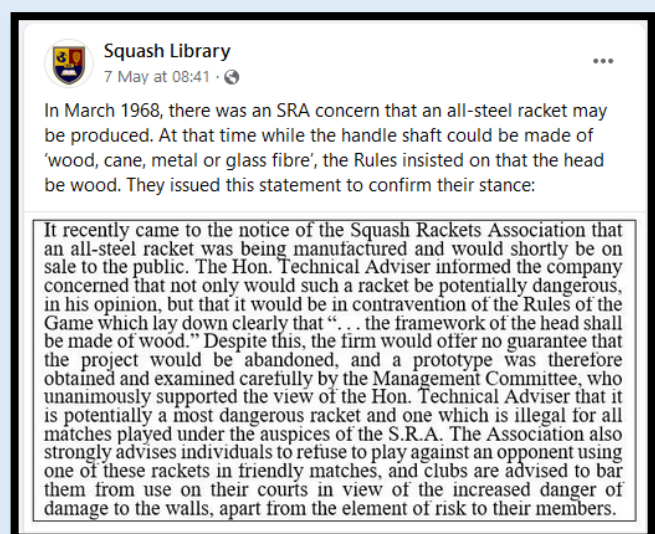 Squash Library
7 May at 08:41 ·
In March 1968, there was an SRA concern that an all-steel racket may
be produced. At that time while the handle shaft could be made of
‘wood, cane, metal or glass fibre’, the Rules insisted on that the head
be wood. They issued this statement to confirm their stance:
It recently came to the notice of the Squash Rackets Association that
an all-steel racket was being manufactured and would shortly be on
sale to the public. The Hon. Technical Adviser informed the company
concerned that not only would such a racket be potentially dangerous,
in his opinion, but that it would be in contravention of the Rules of the
Game which lay down clearly that “. . . the framework of the head shall
be made of wood.” Despite this, the firm would offer no guarantee that
the project would be abandoned, and a prototype was therefore
obtained and examined carefully by the Management Committee, who
unanimously supported the view of the Hon. Technical Adviser that it
is potentially a most dangerous racket and one which is illegal for all
matches played under the auspices of the S.R.A. The Association also
strongly advises individuals to refuse to play against an opponent using
one of these rackets in friendly matches, and clubs are advised to bar
them from use on their courts in view of the increased danger of
damage to the walls, apart from the element of risk to their members.